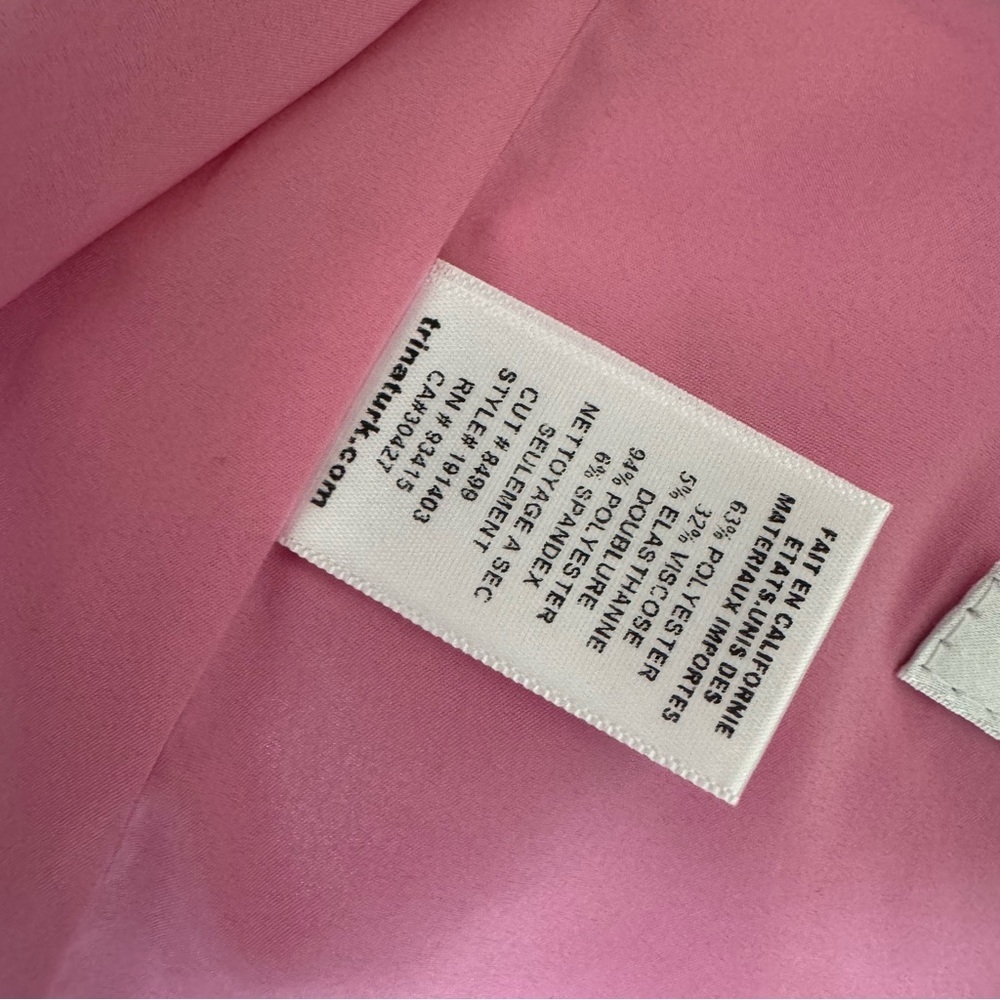 FAIT EN CALIFORNIE
ETATS.UNIS DES
MATERIAUX IMPORTES
63% POLYESTER
32% VISCOSE
5% ELASTHANNE
DOUBLURE
94% POLYESTER
6% SPANDEX
NETTOYAGE A SEC
SEULEMENT
CUT # 8499
STYLE# 191403
RN # 93415
CA#30427
trinaturk.com